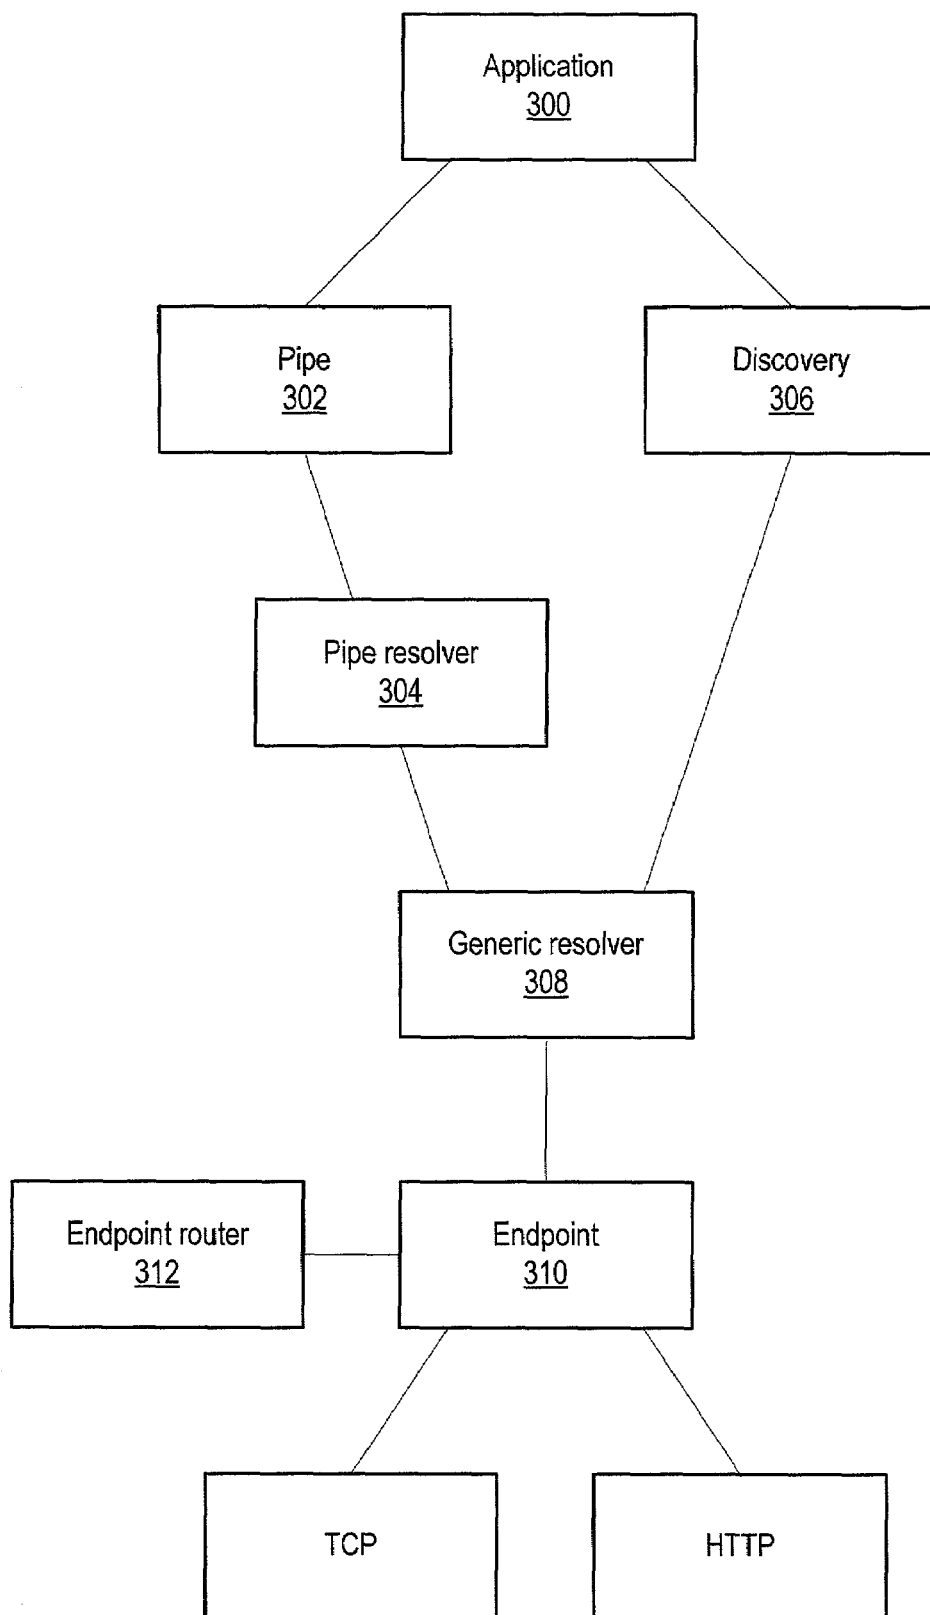 Application
300
Pipe
302
Discovery
306
Pipe resolver
304
Generic resolver
308
Endpoint router
312
Endpoint
310
TCP
HTTP